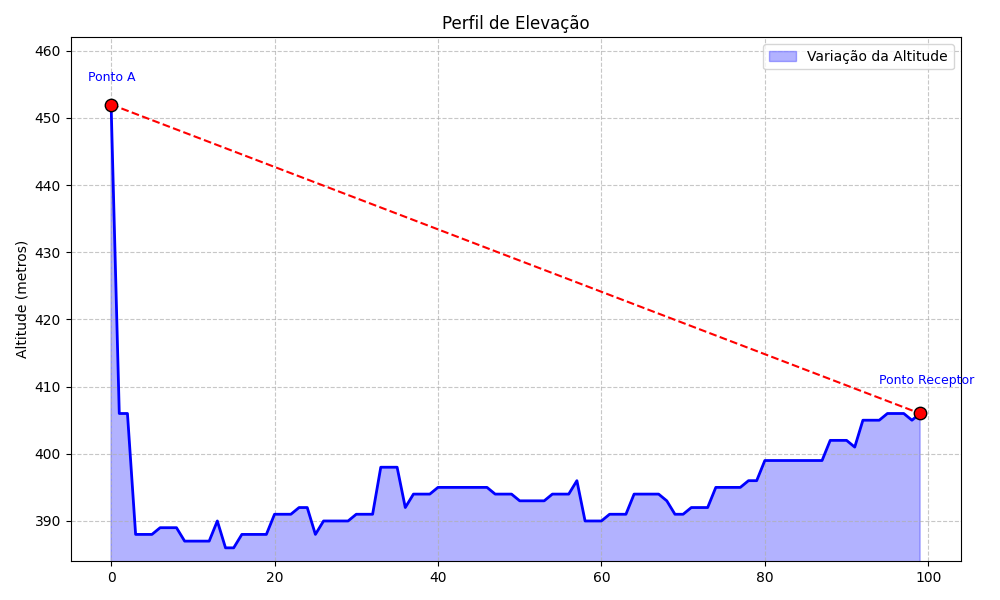 Perfil de Elevação
Variação da Altitude
Ponto A
Ponto Receptor
Altitude (metros)
460
450
440
430
420
410
400
390
0 20 40 60 80 100